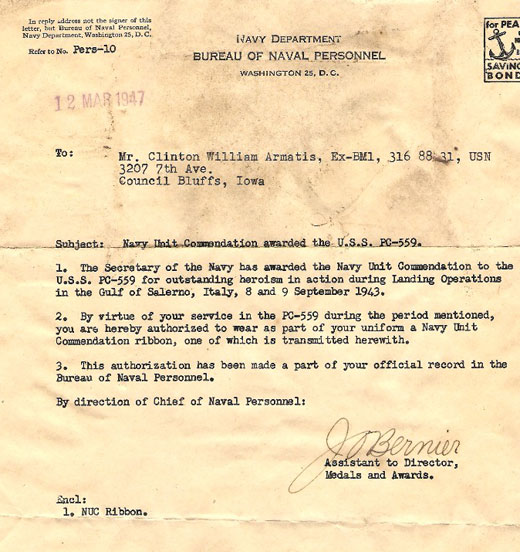 In reply address not the signer of this
letter, but Bureau of Naval Personnel,
Navy Department, Washington 25, D. C.
Refer to No. Pers-10
NAVY DEPARTMENT
BUREAU OF NAVAL PERSONNEL
WASHINGTON 25, D. C.
for PEA
SAVIN
BOND
12 MAR 1947
To: Mr. Clinton William Armatis, Ex-BM1, 316 88 31, USN
3207 7th Ave.
Council Bluffs, Iowa
Subject: Navy Unit Commendation awarded the U.S.S. PC-559.
1. The Secretary of the Navy has awarded the Navy Unit Commendation to the
U.S.S. PC-559 for outstanding heroism in action during Landing Operations
in the Gulf of Salerno, Italy, 8 and 9 September 1943.
2. By virtue of your service in the PC-559 during the period mentioned,
you are hereby authorized to wear as part of your uniform a Navy Unit
Commendation ribbon, one of which is transmitted herewith.
3. This authorization has been made a part of your official record in the
Bureau of Naval Personnel.
By direction of Chief of Naval Personnel:
J O Bernier
Assistant to Director,
Medals and Awards.
Encl:
1. NUC Ribbon.